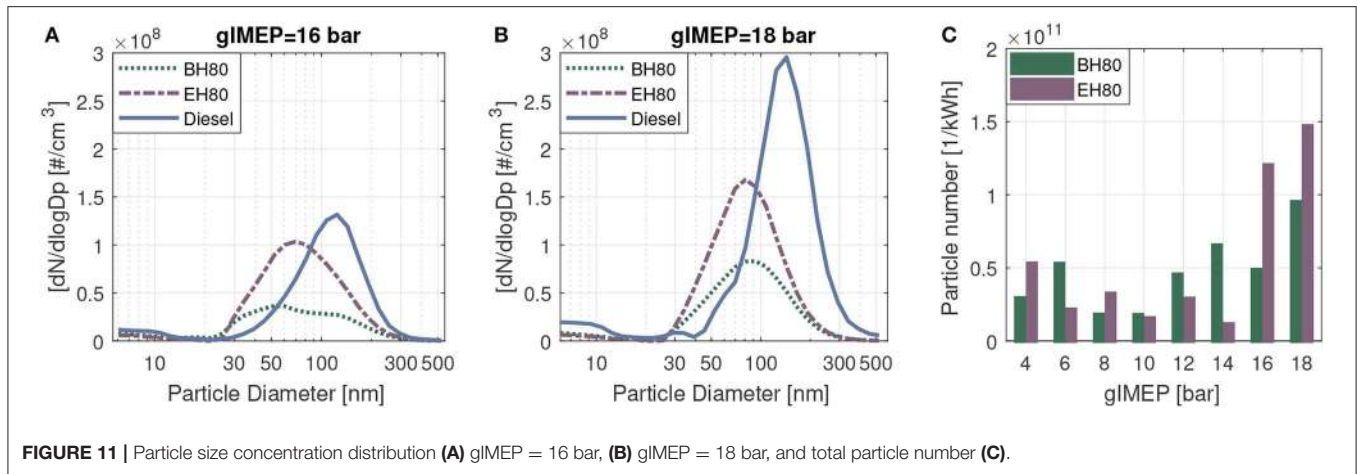 A
gIMEP=16 bar
×10^8
3
2.5
2
1.5
1
0.5
0
[dN/dlogDp [#/cm^3]
BH80
EH80
Diesel
10
30
50
100
300
500
Particle Diameter [nm]
B
gIMEP=18 bar
×10^8
3
2.5
2
1.5
1
0.5
0
[dN/dlogDp [#/cm^3]
BH80
EH80
Diesel
10
30
50
100
300
500
Particle Diameter [nm]
C
×10^11
2
1.5
1
0.5
0
Particle number [1/kWh]
BH80
EH80
4 6 8 10 12 14 16 18
gIMEP [bar]
FIGURE 11 | Particle size concentration distribution (A) gIMEP = 16 bar, (B) gIMEP = 18 bar, and total particle number (C).